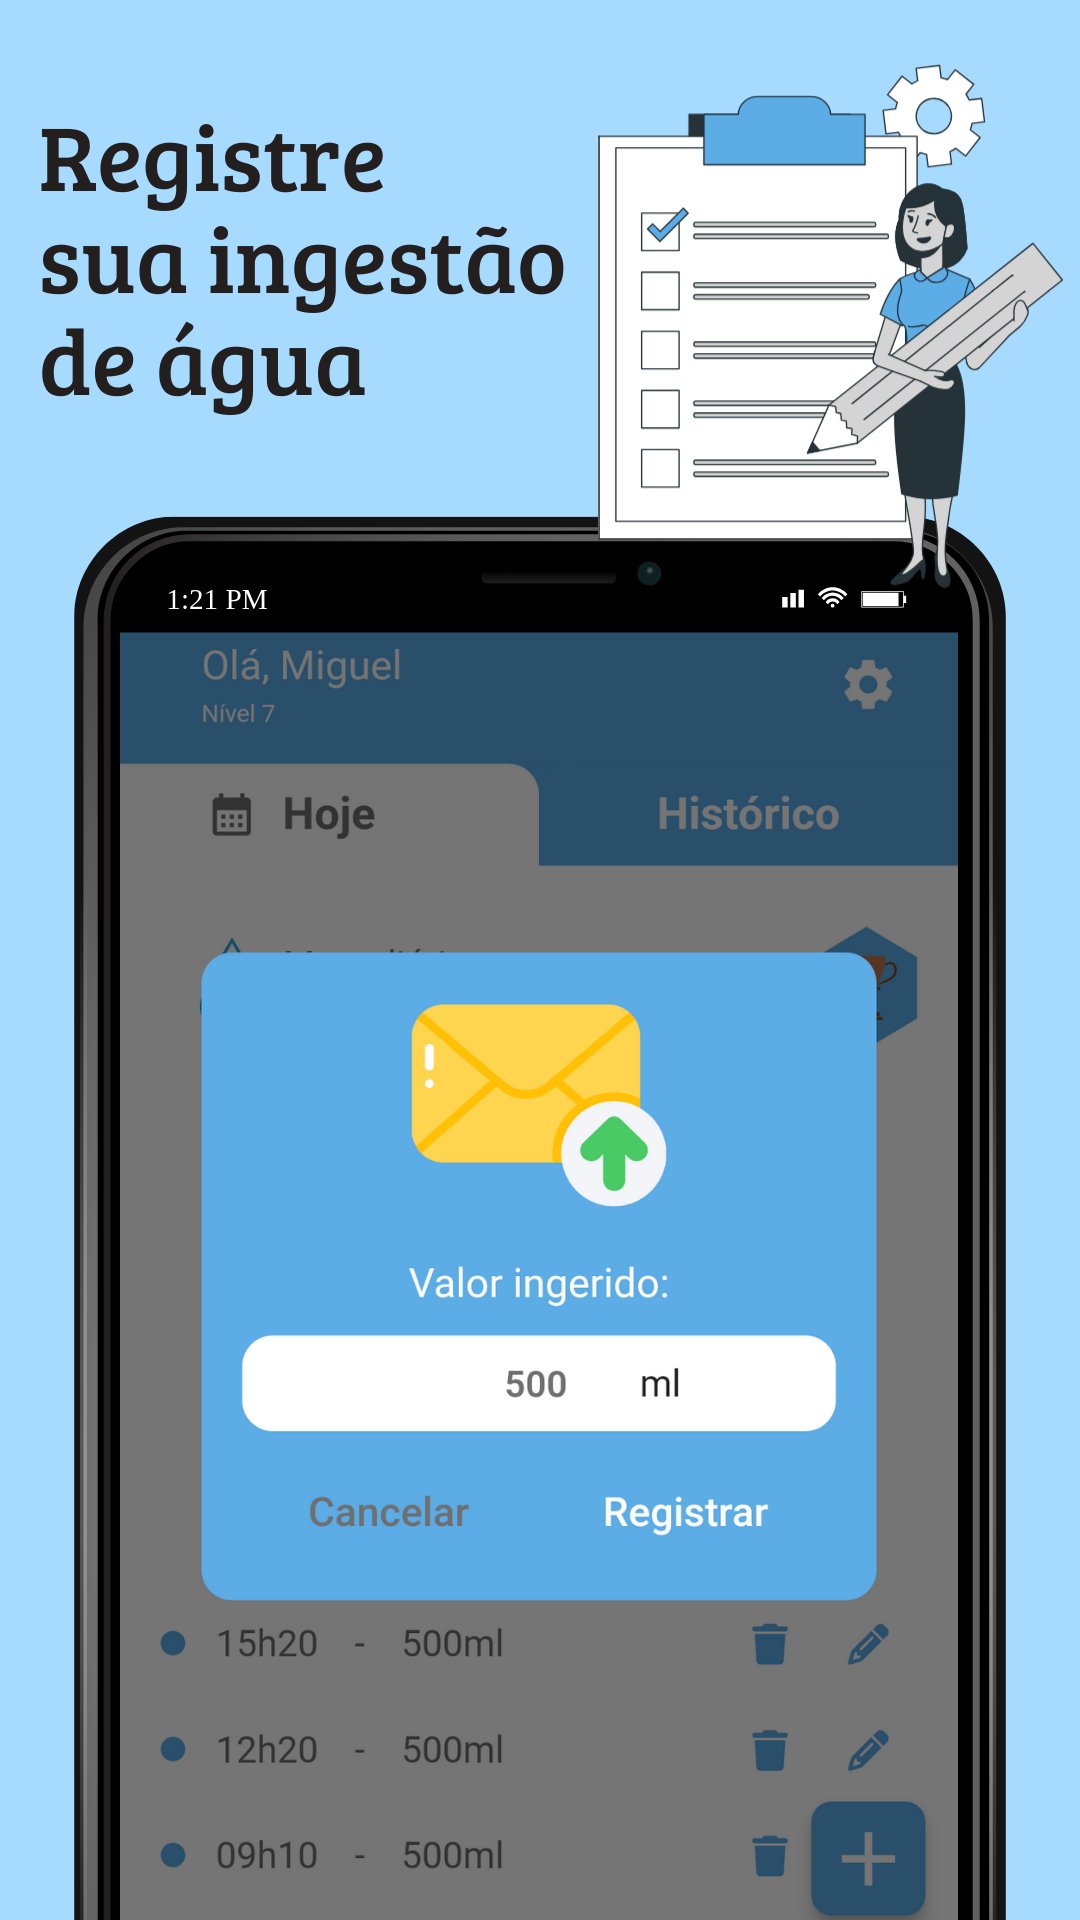 Registre
sua ingestão
de água
1:21 PM
Olá, Miguel
Nível 7
Hoje
Histórico
Valor ingerido:
500 ml
Cancelar
Registrar
15h20 - 500ml
12h20 - 500ml
09h10 - 500ml